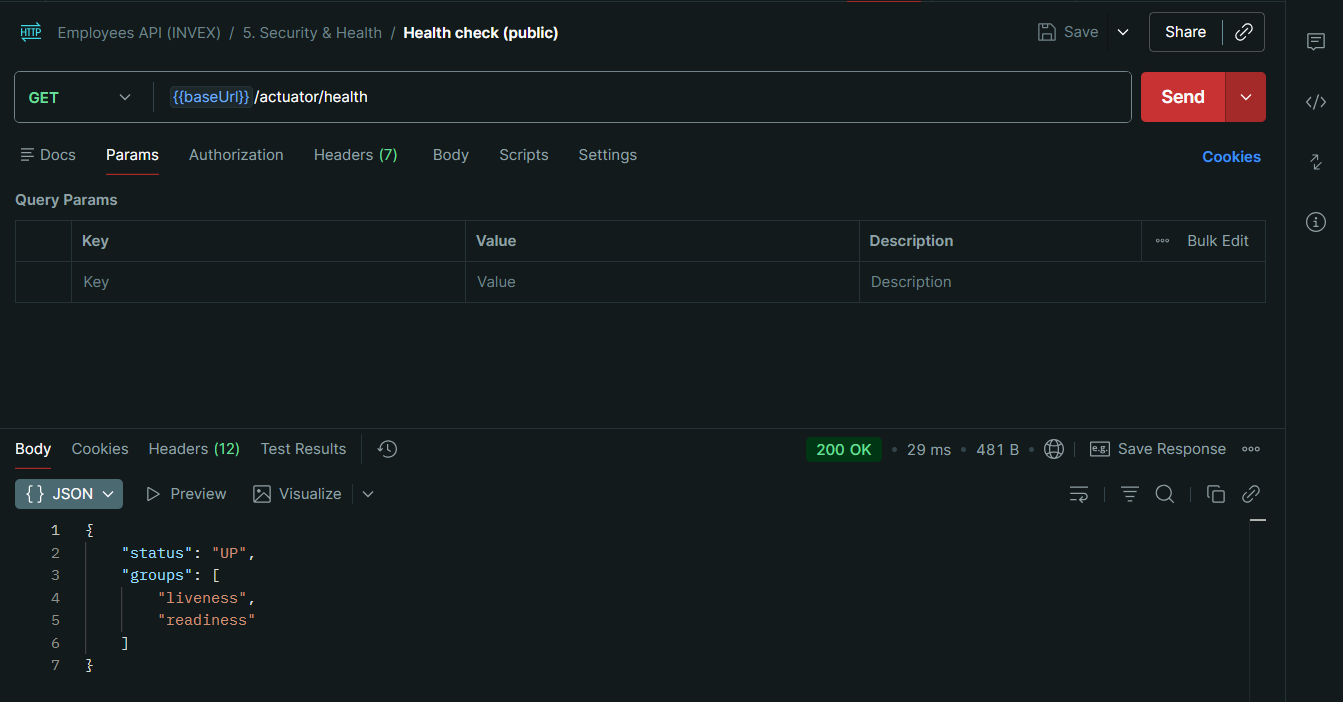 HTTP Employees API (INVEX) / 5. Security & Health / Health check (public) Save Share
GET {{baseUrl}}/actuator/health Send
Docs Params Authorization Headers (7) Body Scripts Settings Cookies
Query Params
Key Value Description Bulk Edit
Key Value Description
Body Cookies Headers (12) Test Results 200 OK • 29 ms • 481 B • e.g. Save Response
{} JSON Preview Visualize
1 {
2 "status": "UP",
3 "groups": [
4 "liveness",
5 "readiness"
6 ]
7 }